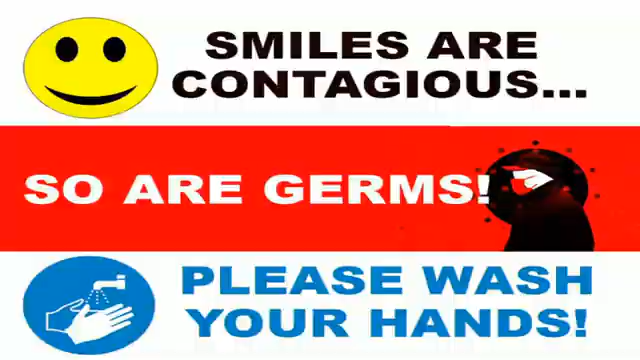 SMILES ARE
CONTAGIOUS...
SO ARE GERMS!
PLEASE WASH
YOUR HANDS!